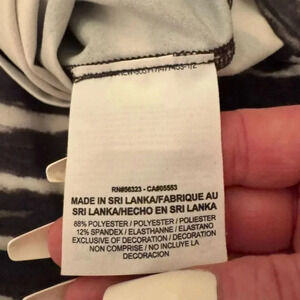 RN#56323 - CA#05553
MADE IN SRI LANKA/FABRIQUE AU
SRI LANKA/HECHO EN SRI LANKA
88% POLYESTER / POLYESTER / POLIESTER
12% SPANDEX / ELASTHANNE / ELASTANO
EXCLUSIVE OF DECORATION / DECORATION
NON COMPRISE / NO INCLUYE LA
DECORACION